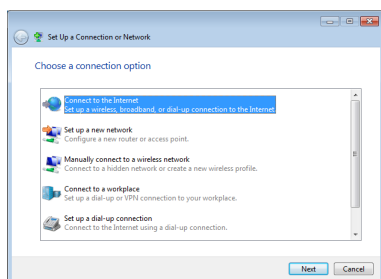 Set Up a Connection or Network
Choose a connection option
Connect to the Internet
Set up a wireless, broadband, or dial-up connection to the Internet.
Set up a new network
Configure a new router or access point.
Manually connect to a wireless network
Connect to a hidden network or create a new wireless profile.
Connect to a workplace
Set up a dial-up or VPN connection to your workplace.
Set up a dial-up connection
Connect to the Internet using a dial-up connection.
Next Cancel